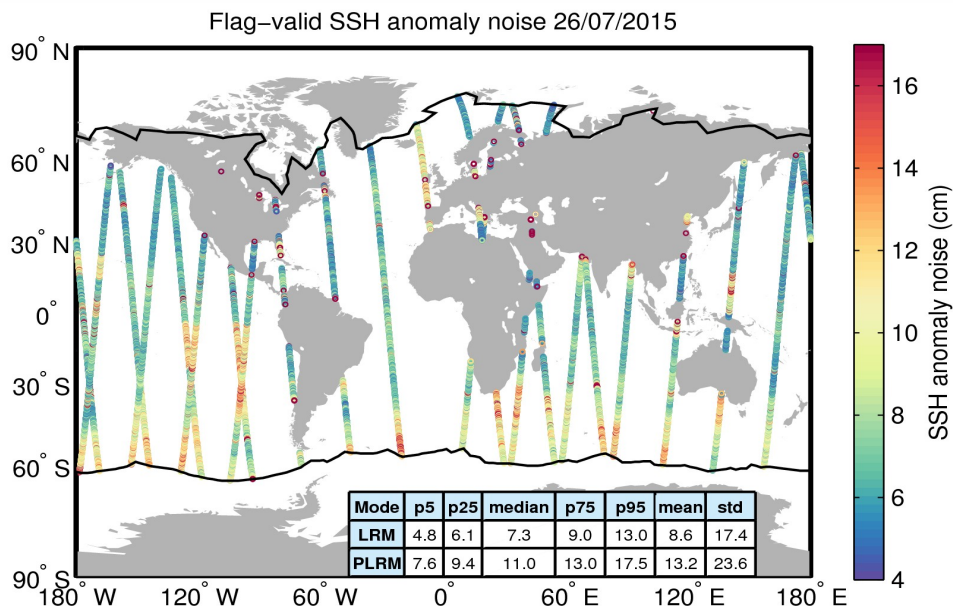 Flag−valid SSH anomaly noise 26/07/2015
90° N
60° N
30° N
0°
30° S
60° S
90° S
180° W
120° W
60° W
0°
60° E
120° E
180° E
Mode p5 p25 median p75 p95 mean std
LRM 4.8 6.1 7.3 9.0 13.0 8.6 17.4
PLRM 7.6 9.4 11.0 13.0 17.5 13.2 23.6
16
14
12
10
8
6
4
SSH anomaly noise (cm)